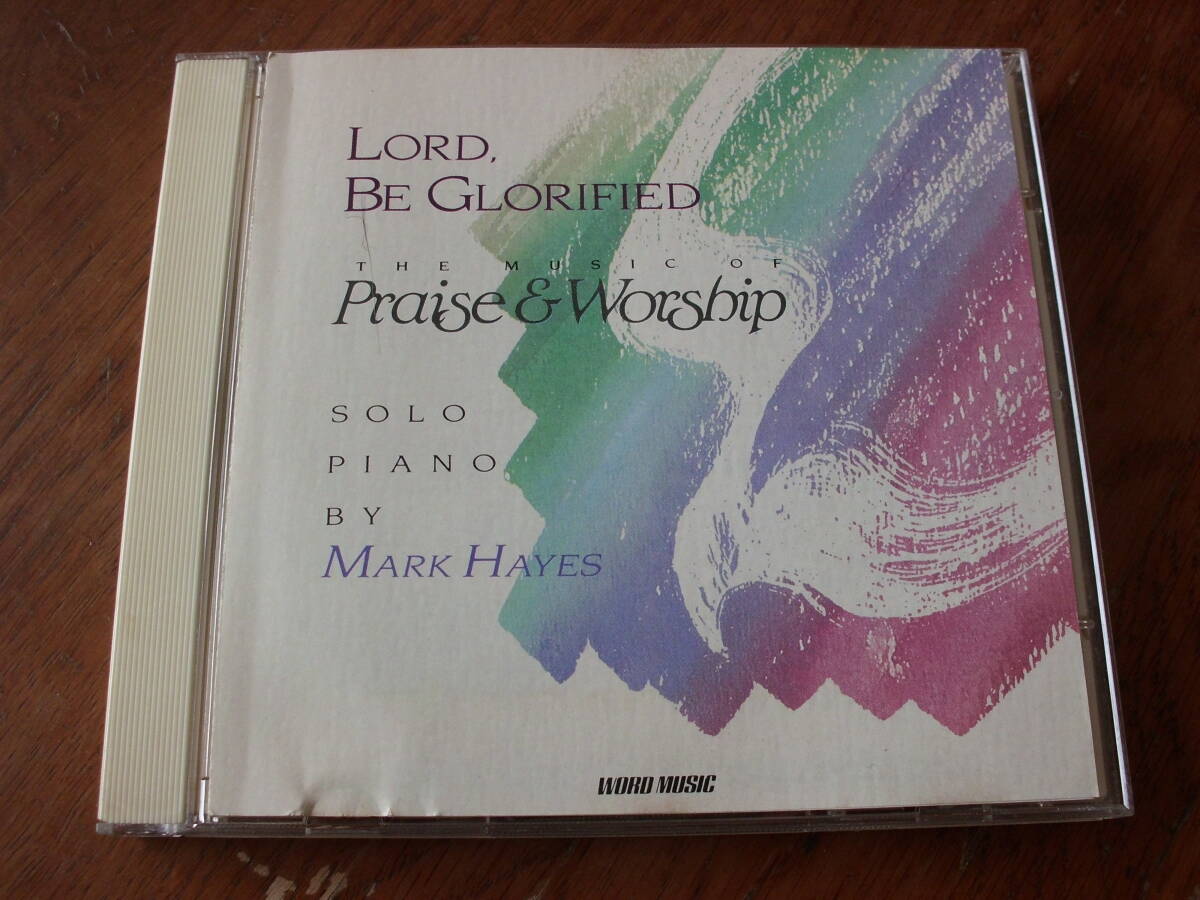 LORD,
BE GLORIFIED
THE MUSIC OF
Praise & Worship
SOLO
PIANO
BY
MARK HAYES
WORD MUSIC